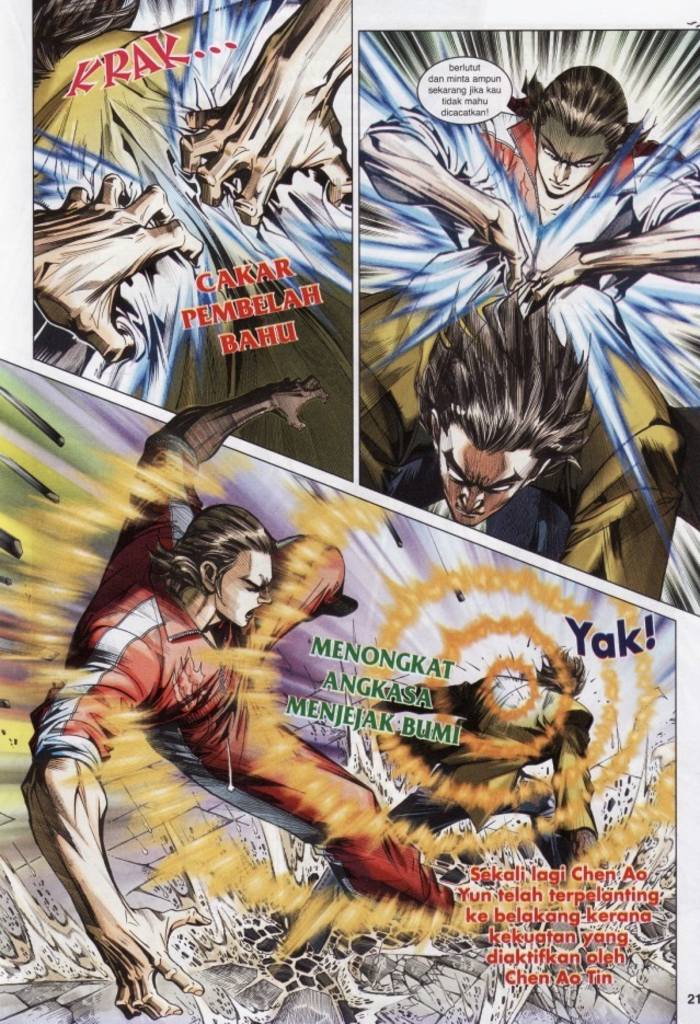 KRAK...
CAKAR
PEMBELAH
BAHU
berlutut
dan minta ampun
sekarang jika kau
tidak mahu
dicacatkan!
MENONGKAT
ANGKASA
MENJEJAK BUMI
Yak!
Sekali lagi Chen Ao
Yun telah terpelanting
ke belakang kerana
kekuatan yang
diaktifkan oleh
Chen Ao Tin
21